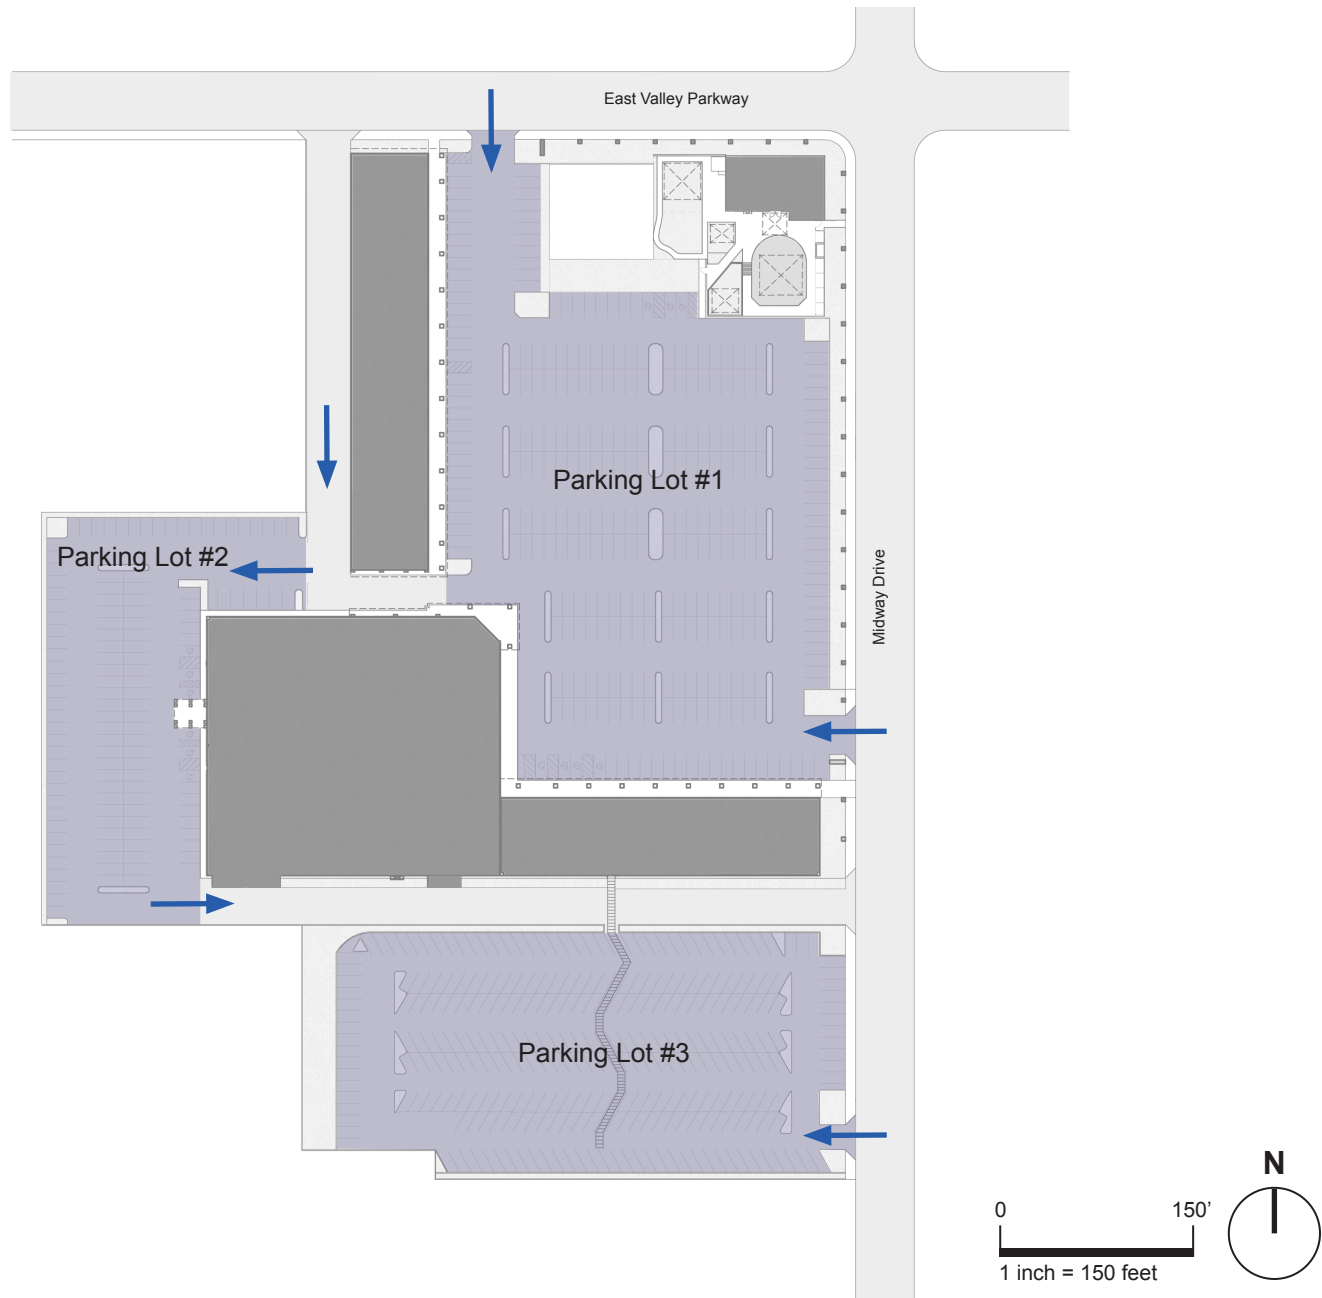 East Valley Parkway
Parking Lot #1
Parking Lot #2
Midway Drive
Parking Lot #3
N
0 150’
1 inch = 150 feet